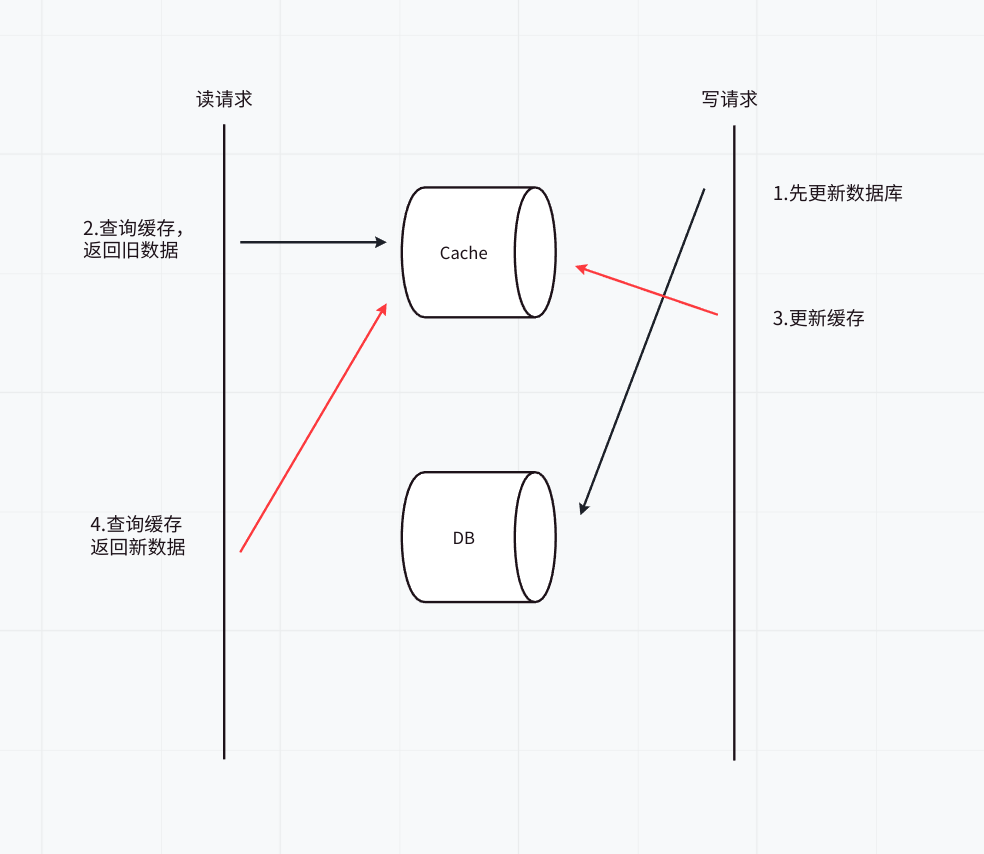 读请求
写请求
1.先更新数据库
2.查询缓存，
返回旧数据
Cache
3.更新缓存
4.查询缓存
返回新数据
DB